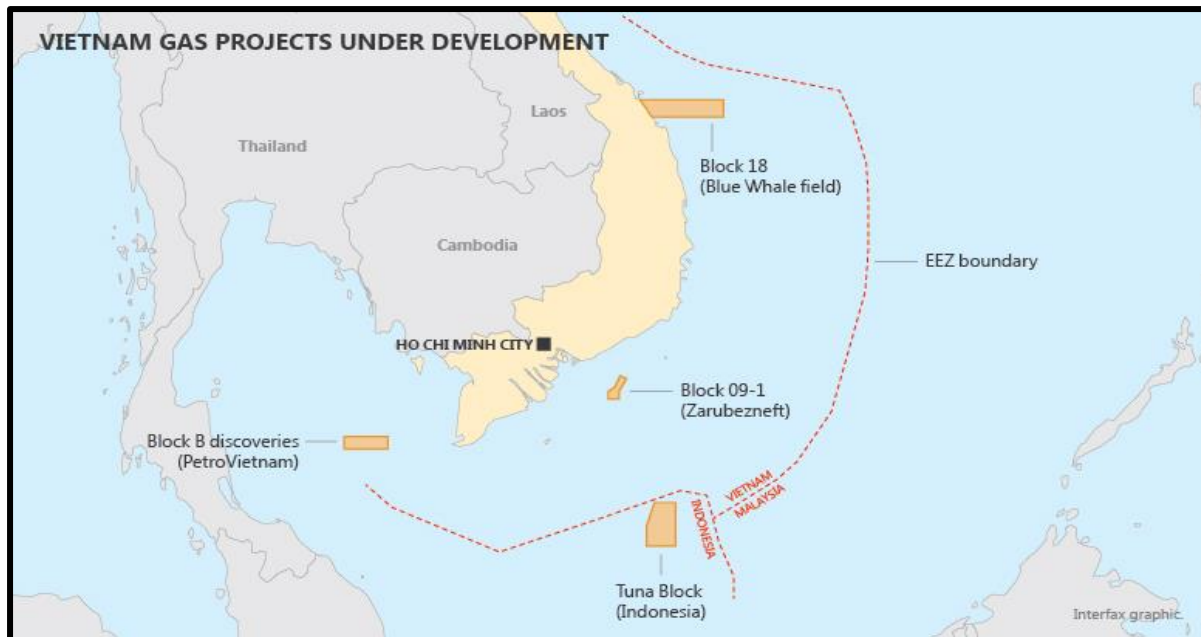 VIETNAM GAS PROJECTS UNDER DEVELOPMENT
Laos
Thailand
Block 18
(Blue Whale field)
Cambodia
EEZ boundary
HO CHI MINH CITY
Block 09-1
(Zarubezneft)
Block B discoveries
(PetroVietnam)
VIETNAM
MALAYSIA
INDONESIA
Tuna Block
(Indonesia)
Interfax graphic.